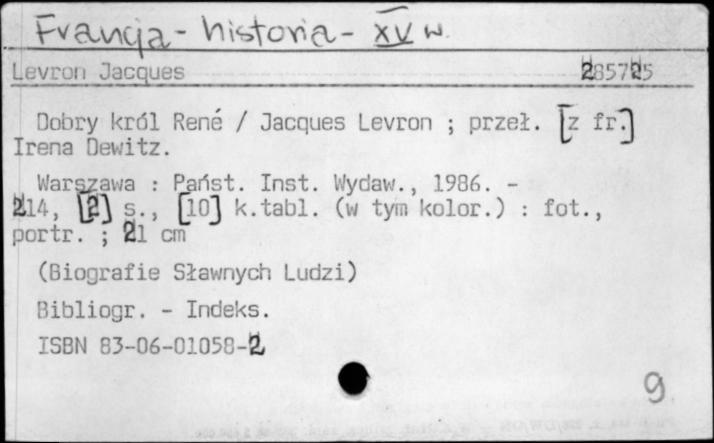 Francja - historia - XV w.
Levron Jacques 285725
Dobry król René / Jacques Levron ; przeł. [z fr.]
Irena Dewitz.
Warszawa : Państ. Inst. Wydaw., 1986. -
214, [2] s., [10] k.tabl. (w tym kolor.) : fot.,
portr. ; 21 cm
(Biografie Sławnych Ludzi)
Bibliogr. - Indeks.
ISBN 83-06-01058-2
9